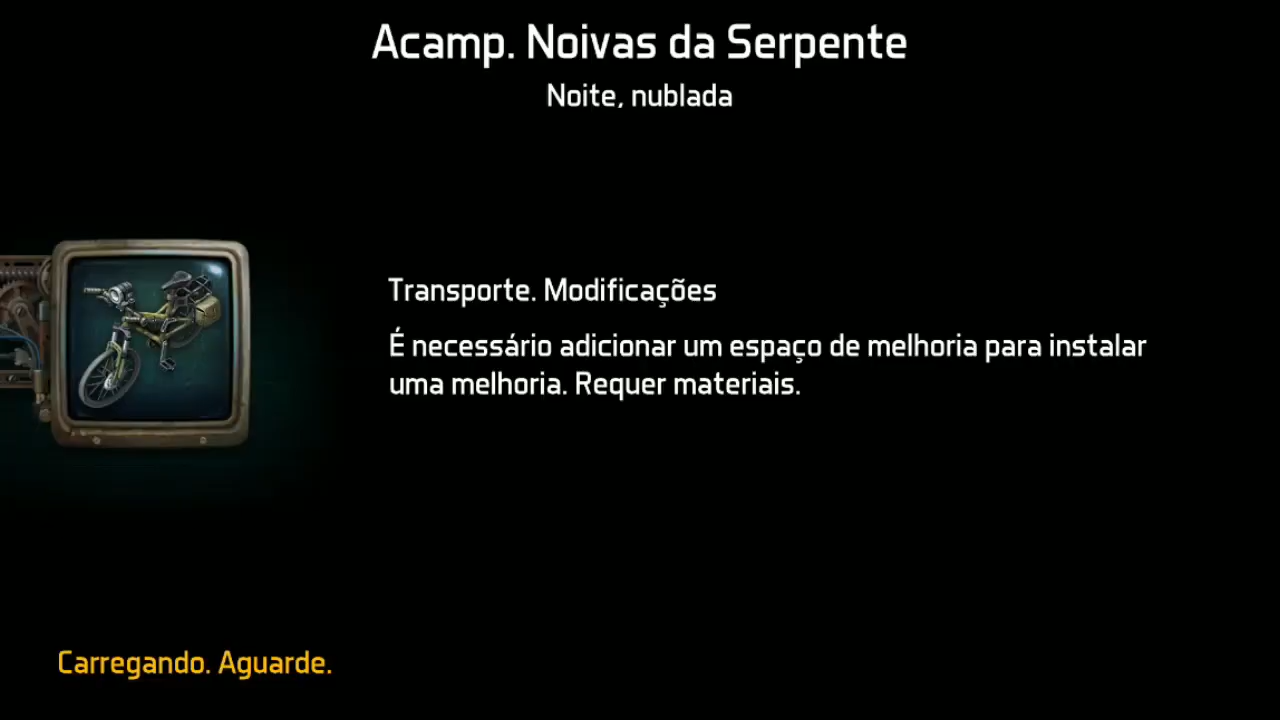 Acamp. Noivas da Serpente
Noite, nublada
Transporte. Modificações
É necessário adicionar um espaço de melhoria para instalar
uma melhoria. Requer materiais.
Carregando. Aguarde.